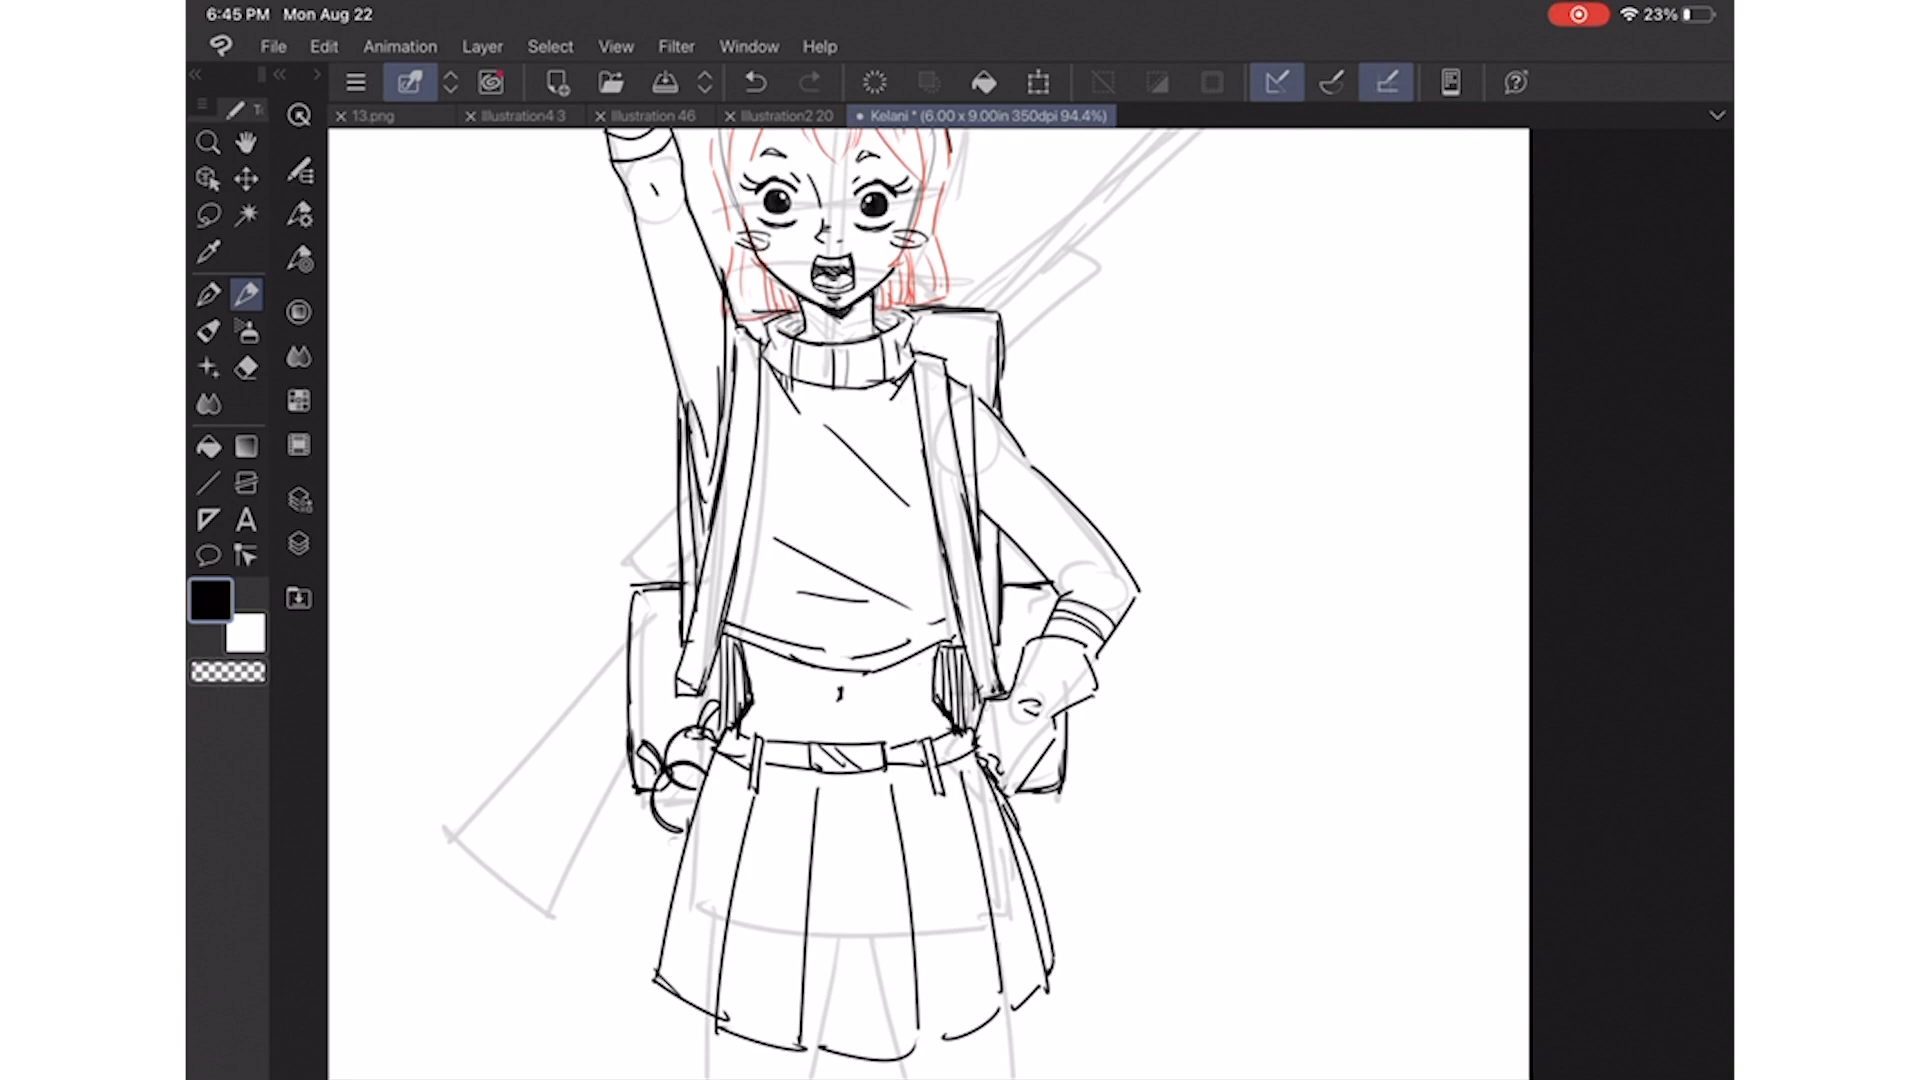 6:45 PM Mon Aug 22 23%
File Edit Animation Layer Select View Filter Window Help
13.png Illustration4 3 Illustration 46 Illustration2 20 Kelani * (6.00 x 9.00in 350dpi 94.4%)